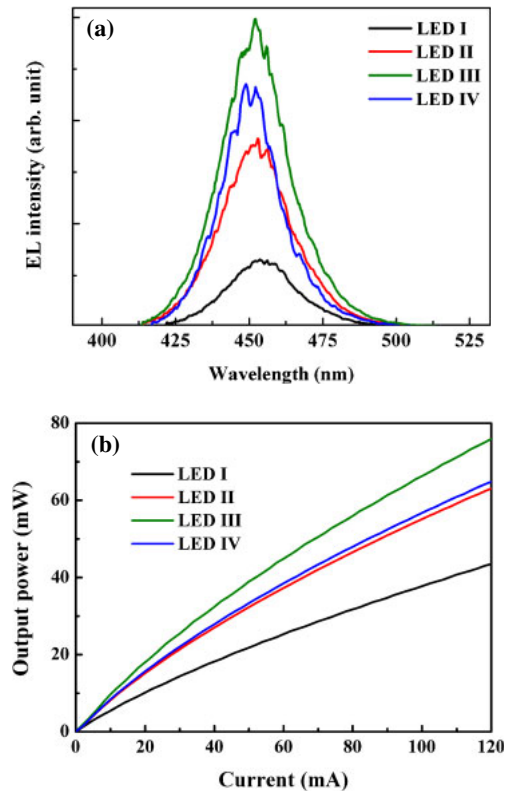 (a)
LED I
LED II
LED III
LED IV
EL intensity (arb. unit)
400 425 450 475 500 525
Wavelength (nm)
(b)
80
60
40
20
0
LED I
LED II
LED III
LED IV
Output power (mW)
0 20 40 60 80 100 120
Current (mA)